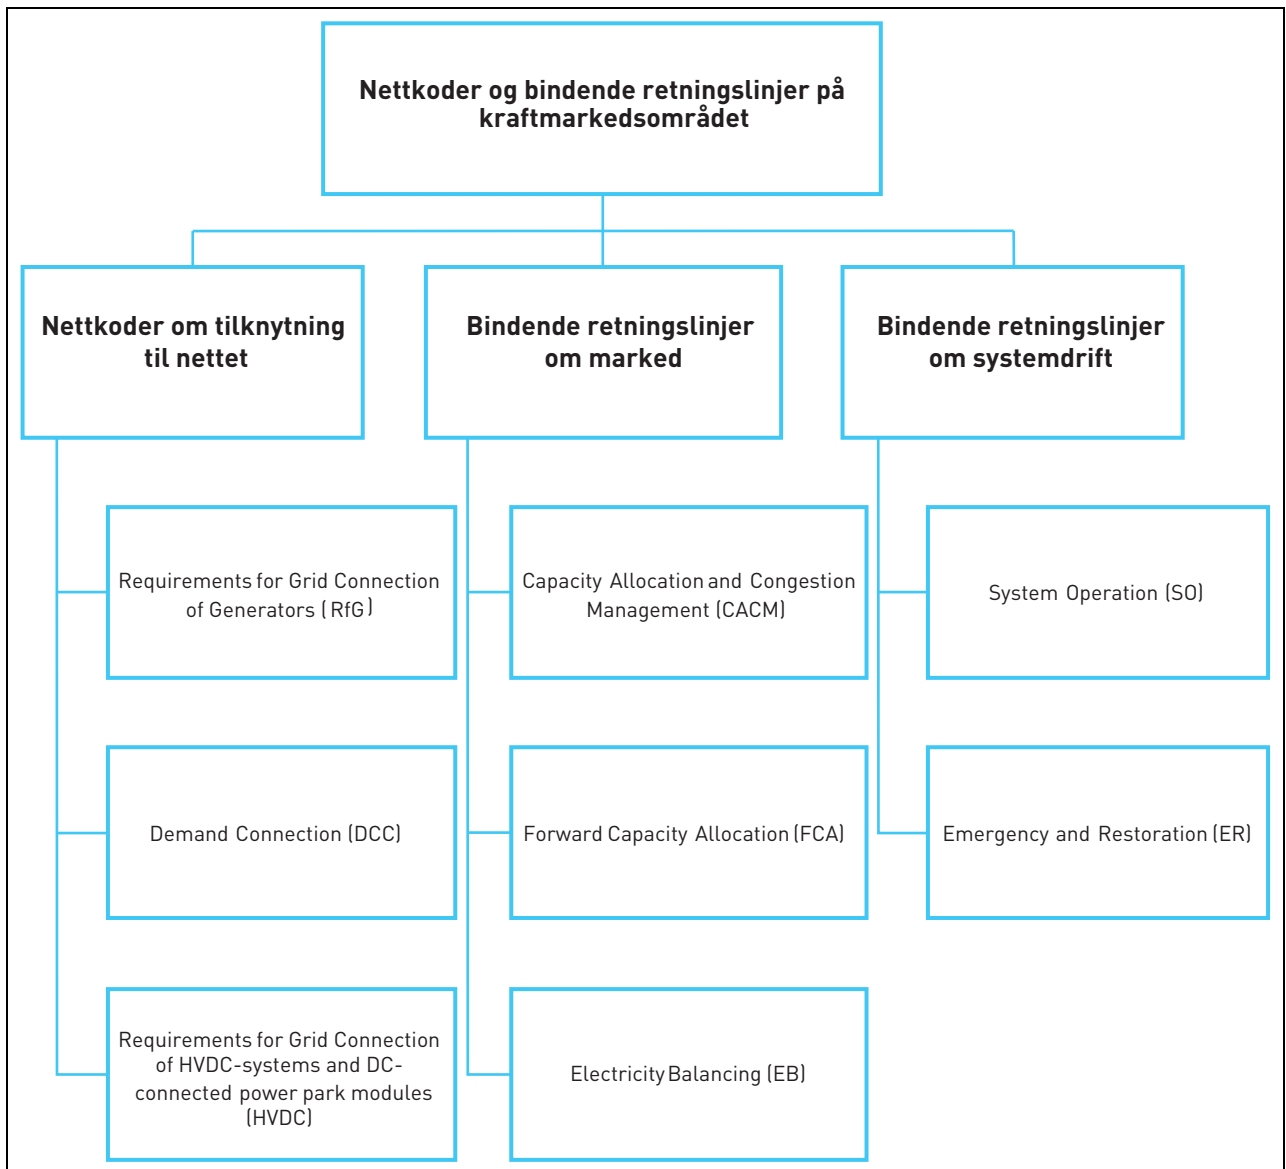 Nettkoder og bindende retningslinjer på
kraftmarkedsområdet
Nettkoder om tilknytning
til nettet
Bindende retningslinjer
om marked
Bindende retningslinjer
om systemdrift
Requirements for Grid Connection
of Generators (RfG)
Capacity Allocation and Congestion
Management (CACM)
System Operation (SO)
Demand Connection (DCC)
Forward Capacity Allocation (FCA)
Emergency and Restoration (ER)
Requirements for Grid Connection
of HVDC-systems and DC-
connected power park modules
(HVDC)
Electricity Balancing (EB)